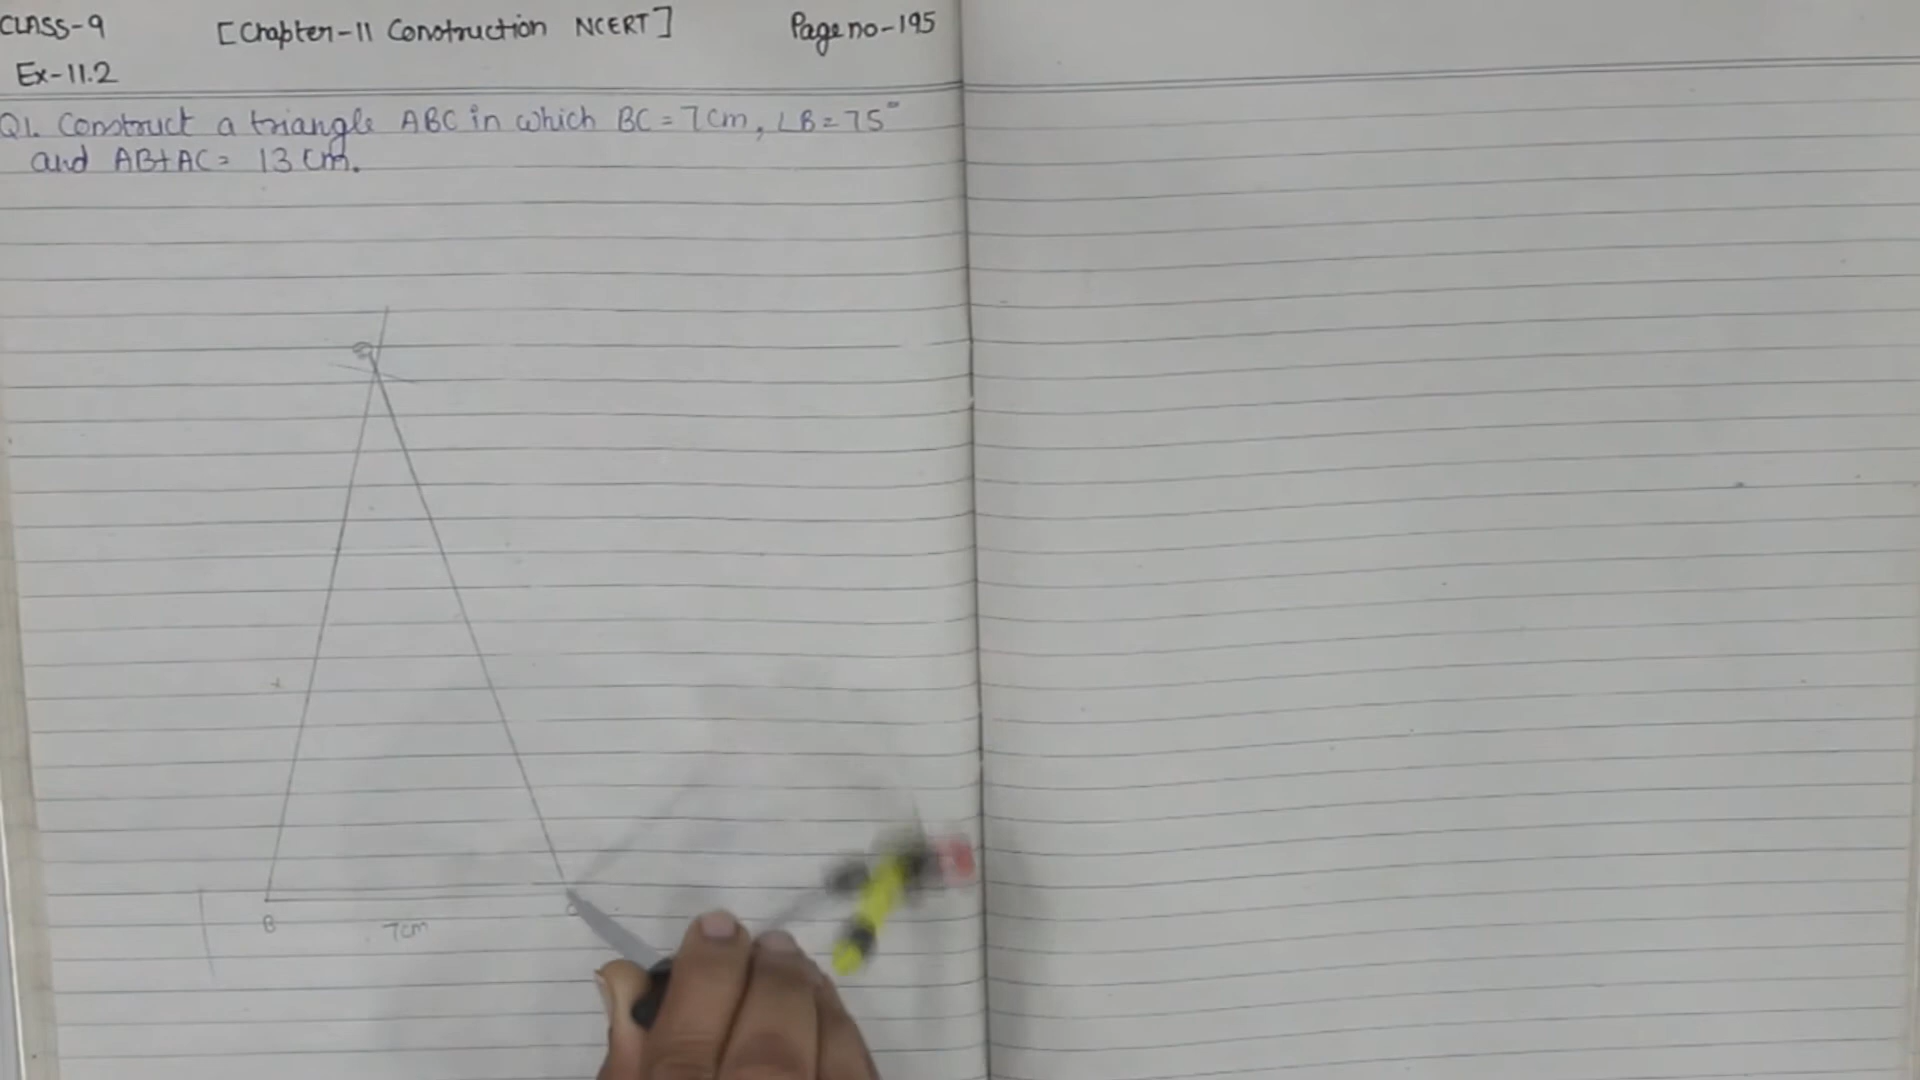 CLASS-9 [Chapter-11 Construction NCERT] Page no-195
Ex-11.2
Q1. Construct a triangle ABC in which BC = 7cm, ∠B = 75°
and AB+AC = 13 cm.
B 7cm